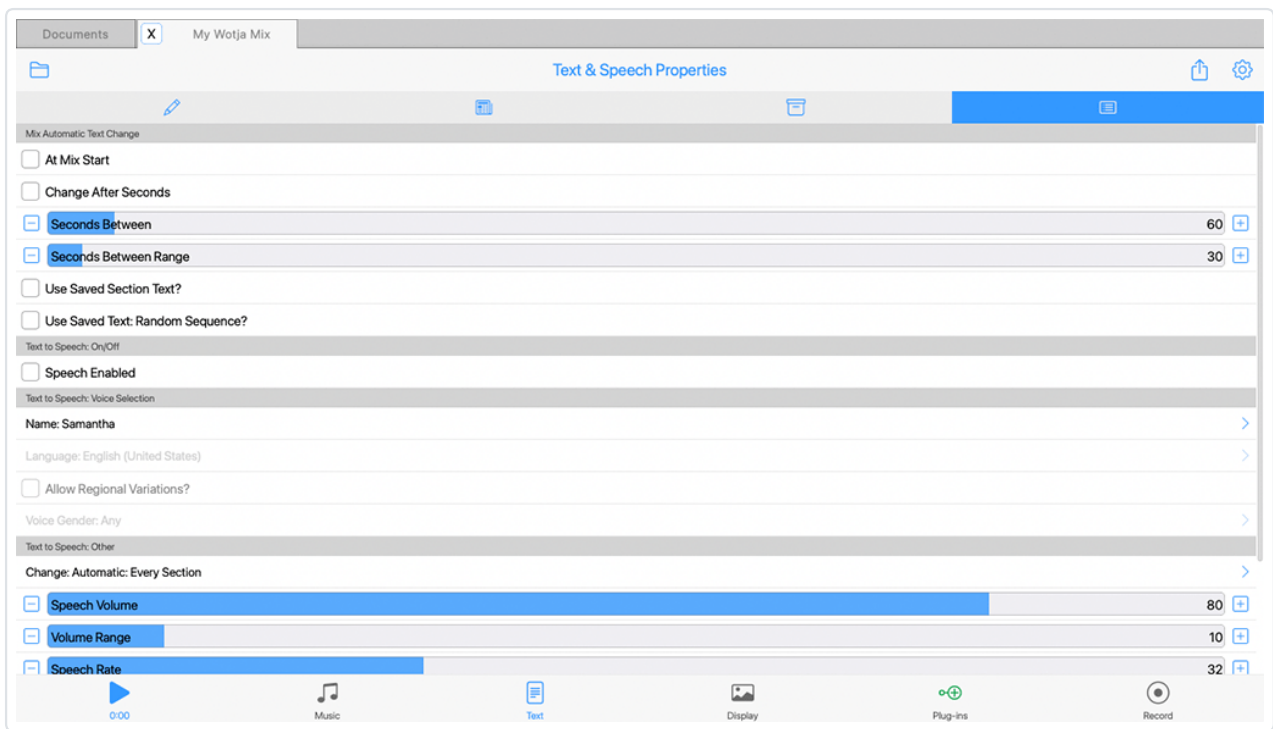 Documents X My Wotja Mix
Text & Speech Properties
Mix Automatic Text Change
At Mix Start
Change After Seconds
Seconds Between 60
Seconds Between Range 30
Use Saved Section Text?
Use Saved Text: Random Sequence?
Text to Speech: On/Off
Speech Enabled
Text to Speech: Voice Selection
Name: Samantha
Language: English (United States)
Allow Regional Variations?
Voice Gender: Any
Text to Speech: Other
Change: Automatic: Every Section
Speech Volume 80
Volume Range 10
Speech Rate 32
0:00 Music Text Display Plug-ins Record